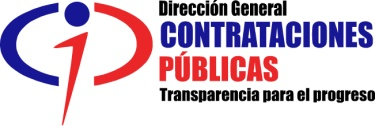 Dirección General
CONTRATACIONES
PÚBLICAS
Transparencia para el progreso